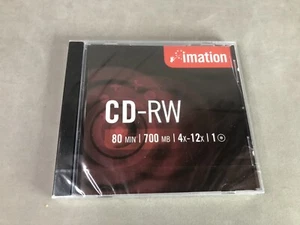 imation
CD-RW
80 MIN | 700 MB | 4x-12x | 1